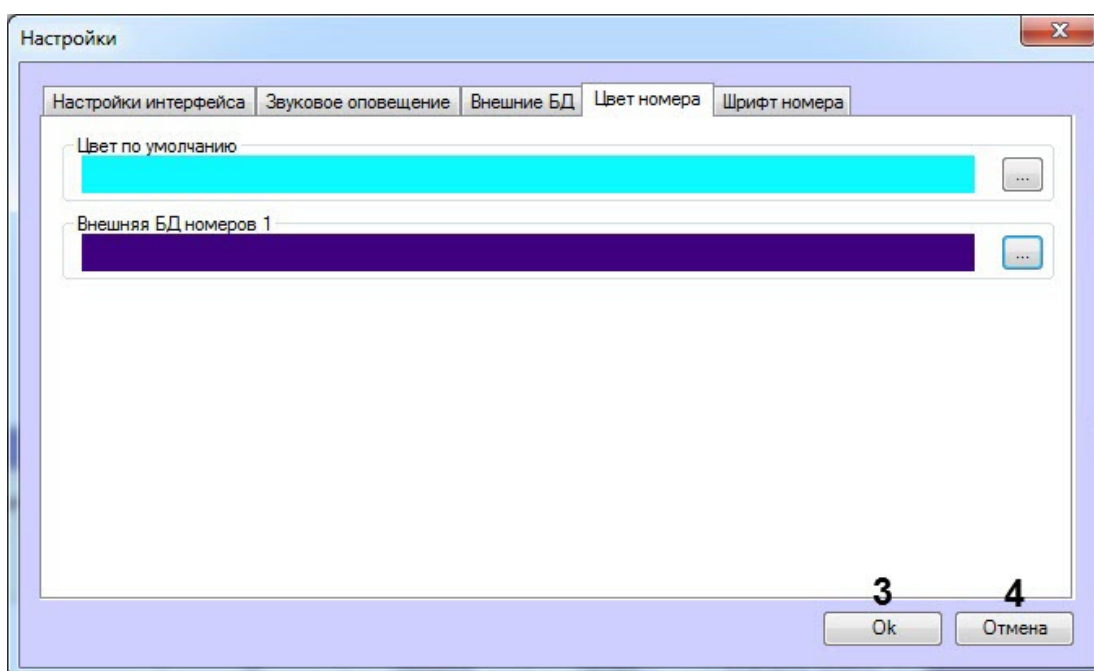 Настройки
Настройки интерфейса Звуковое оповещение Внешние БД Цвет номера Шрифт номера
Цвет по умолчанию
...
Внешняя БД номеров 1
...
3 4
Ok Отмена